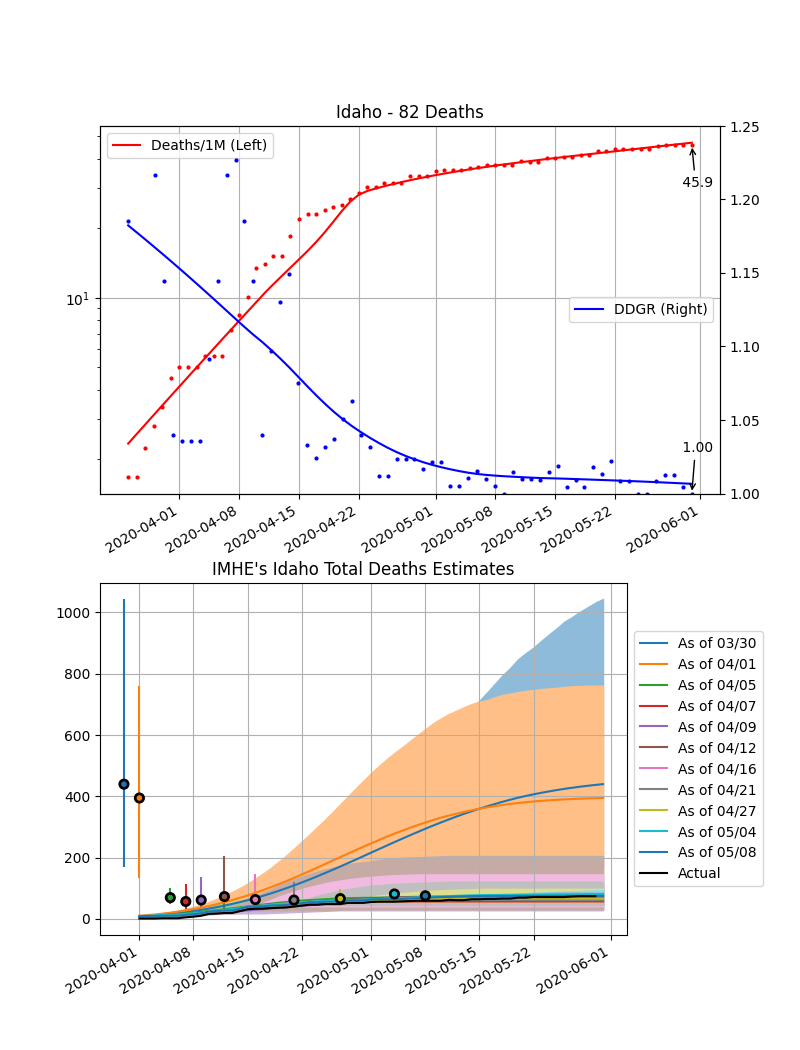 Idaho - 82 Deaths
Deaths/1M (Left)
DDGR (Right)
45.9
1.00
10¹
1.25
1.20
1.15
1.10
1.05
1.00
2020-04-01 2020-04-08 2020-04-15 2020-04-22 2020-05-01 2020-05-08 2020-05-15 2020-05-22 2020-06-01
IMHE's Idaho Total Deaths Estimates
1000
800
600
400
200
0
As of 03/30
As of 04/01
As of 04/05
As of 04/07
As of 04/09
As of 04/12
As of 04/16
As of 04/21
As of 04/27
As of 05/04
As of 05/08
Actual
2020-04-01 2020-04-08 2020-04-15 2020-04-22 2020-05-01 2020-05-08 2020-05-15 2020-05-22 2020-06-01